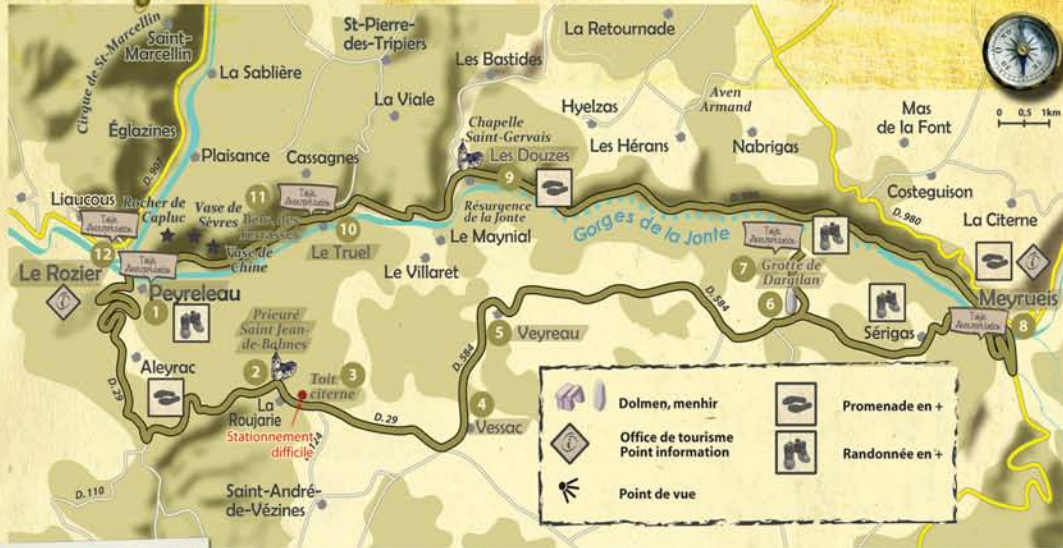 Cirque de St-Marcellin
Saint-
Marcellin
St-Pierre-
des-Tripiers
La Retournade
La Sablière
Les Bastides
La Viale
Hyelzas
Aven
Armand
Mas
de la Font
0 0,5 1km
Églazines
Chapelle
Saint-Gervais
Les Hérans
Nabrigas
Plaisance
Cassagnes
Les Douzes
9
Costeguison
D. 907
Liaucous
Rocher de
Capluc
Vase de
Sèvres
11
Résurgence
de la Jonte
D. 980
La Citerne
10
Le Truel
Le Maynial
Gorges de la Jonte
12
Le Rozier
Vase de
Chine
Le Villaret
7
Grotte de
Dargilan
Meyrueis
Peyreleau
1
D. 584
6
Sérigas
8
Prieuré
Saint Jean-
de-Balmes
5
Veyreau
Aleyrac
2
Toit
citerne
3
D. 584
D. 29
La
Roujarie
D. 29
4
Vessac
Stationnement
difficile
D. 110
Saint-André-
de-Vézines
Dolmen, menhir
Promenade en +
Office de tourisme
Point information
Randonnée en +
Point de vue